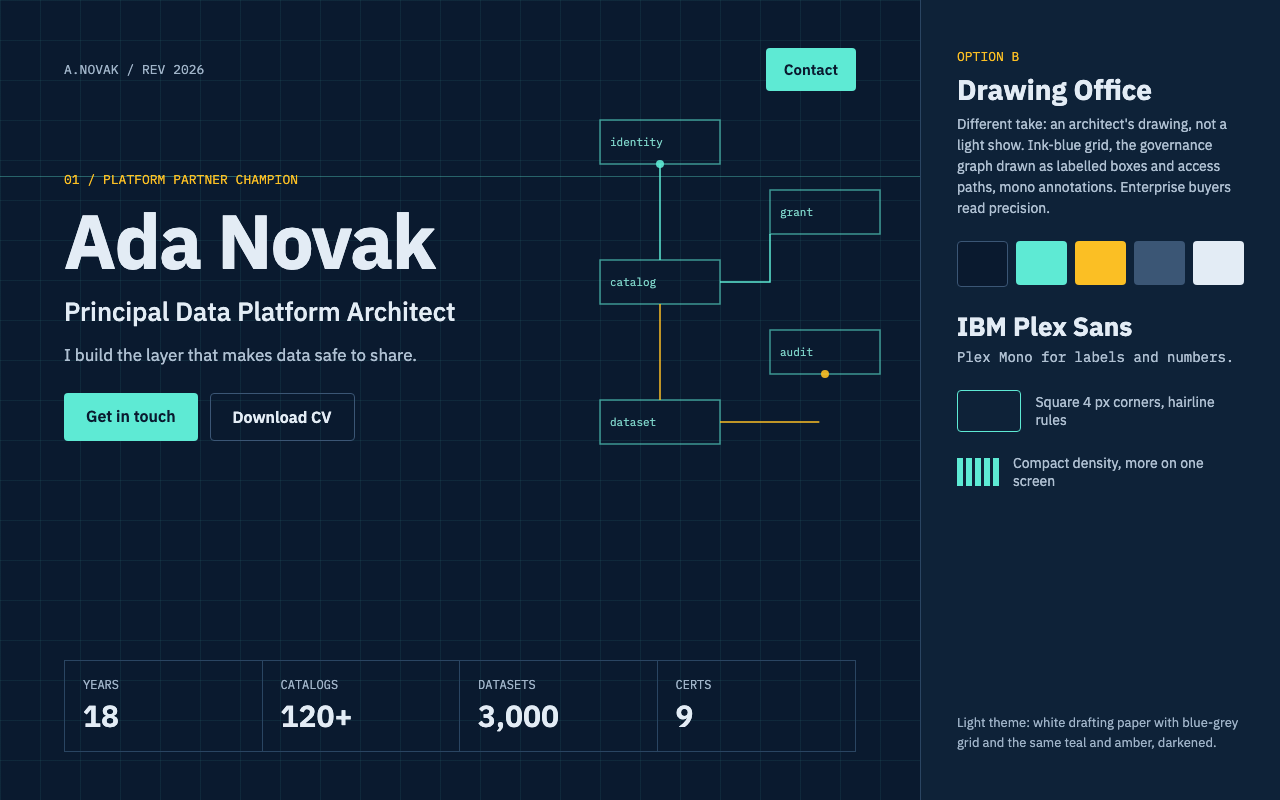 A.NOVAK / REV 2026
Contact
01 / PLATFORM PARTNER CHAMPION
Ada Novak
Principal Data Platform Architect
I build the layer that makes data safe to share.
Get in touch
Download CV
identity
grant
catalog
audit
dataset
YEARS
18
CATALOGS
120+
DATASETS
3,000
CERTS
9
OPTION B
Drawing Office
Different take: an architect's drawing, not a
light show. Ink-blue grid, the governance
graph drawn as labelled boxes and access
paths, mono annotations. Enterprise buyers
read precision.
IBM Plex Sans
Plex Mono for labels and numbers.
Square 4 px corners, hairline
rules
Compact density, more on one
screen
Light theme: white drafting paper with blue-grey
grid and the same teal and amber, darkened.